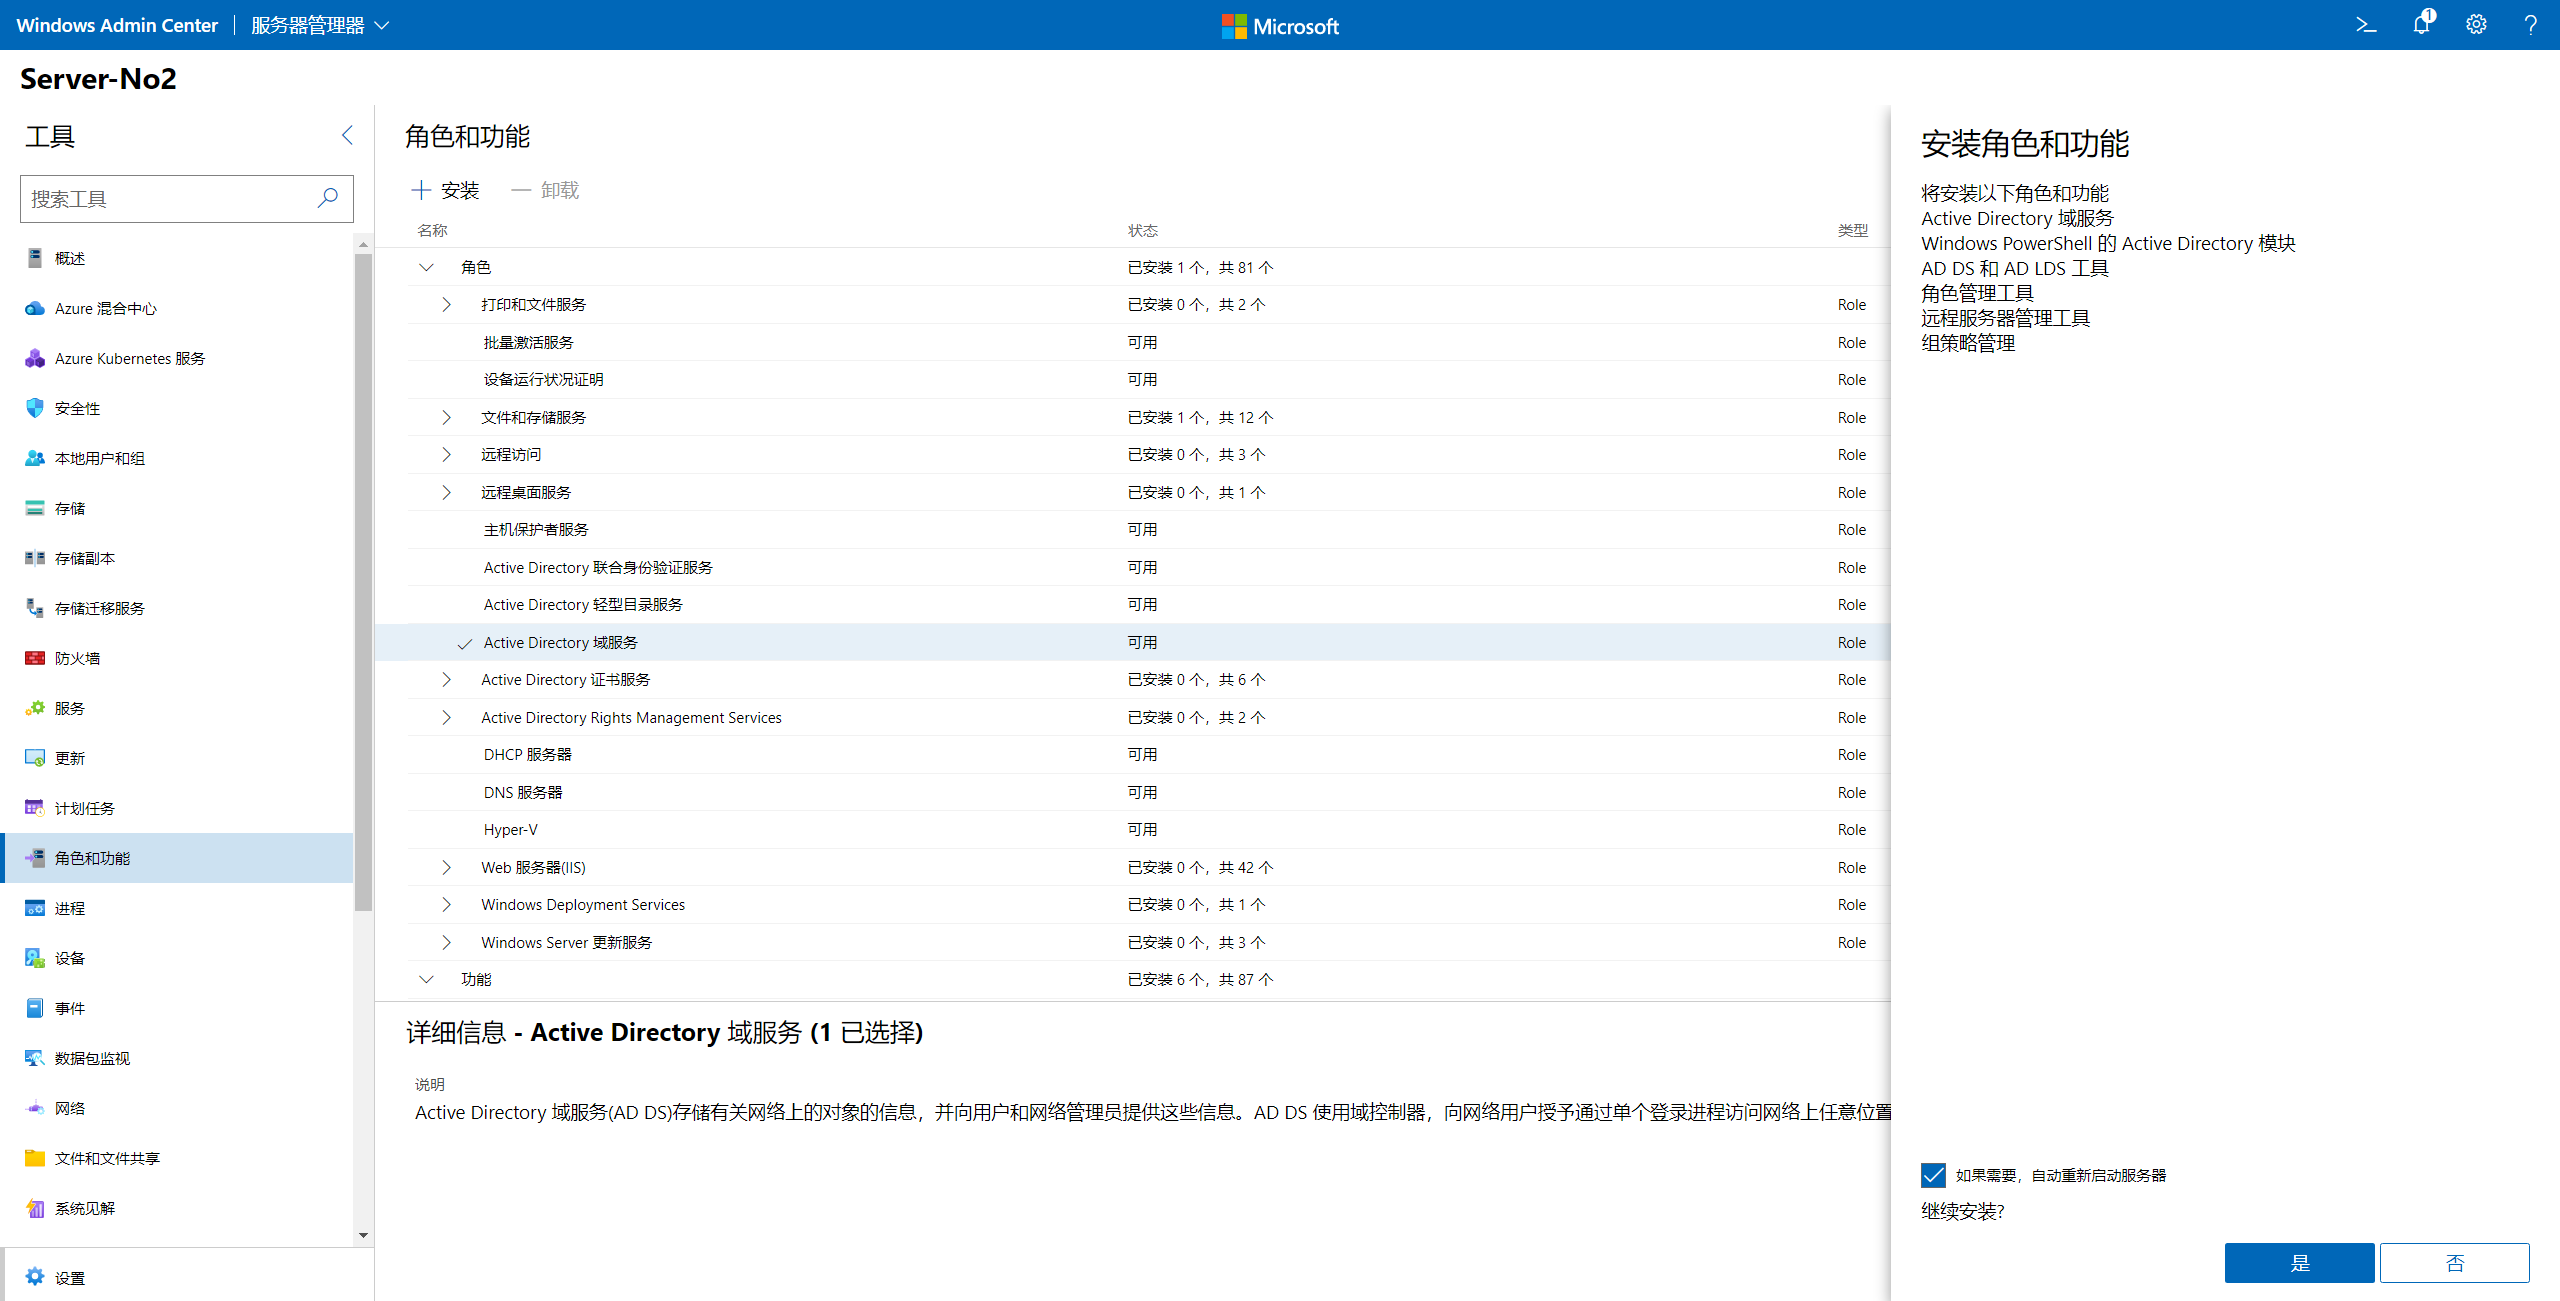 Windows Admin Center
服务器管理器
Microsoft
1
Server-No2
工具
搜索工具
概述
Azure 混合中心
Azure Kubernetes 服务
安全性
本地用户和组
存储
存储副本
存储迁移服务
防火墙
服务
更新
计划任务
角色和功能
进程
设备
事件
数据包监视
网络
文件和文件共享
系统见解
设置
角色和功能
安装 卸载
名称 状态 类型
角色 已安装 1 个，共 81 个
打印和文件服务 已安装 0 个，共 2 个 Role
批量激活服务 可用 Role
设备运行状况证明 可用 Role
文件和存储服务 已安装 1 个，共 12 个 Role
远程访问 已安装 0 个，共 3 个 Role
远程桌面服务 已安装 0 个，共 1 个 Role
主机保护者服务 可用 Role
Active Directory 联合身份验证服务 可用 Role
Active Directory 轻型目录服务 可用 Role
Active Directory 域服务 可用 Role
Active Directory 证书服务 已安装 0 个，共 6 个 Role
Active Directory Rights Management Services 已安装 0 个，共 2 个 Role
DHCP 服务器 可用 Role
DNS 服务器 可用 Role
Hyper-V 可用 Role
Web 服务器(IIS) 已安装 0 个，共 42 个 Role
Windows Deployment Services 已安装 0 个，共 1 个 Role
Windows Server 更新服务 已安装 0 个，共 3 个 Role
功能 已安装 6 个，共 87 个
详细信息 - Active Directory 域服务 (1 已选择)
说明
Active Directory 域服务(AD DS)存储有关网络上的对象的信息，并向用户和网络管理员提供这些信息。AD DS 使用域控制器，向网络用户授予通过单个登录进程访问网络上任意位置
安装角色和功能
将安装以下角色和功能
Active Directory 域服务
Windows PowerShell 的 Active Directory 模块
AD DS 和 AD LDS 工具
角色管理工具
远程服务器管理工具
组策略管理
如果需要，自动重新启动服务器
继续安装?
是
否